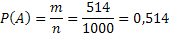 P(A) = m/n = 514/1000 = 0,514